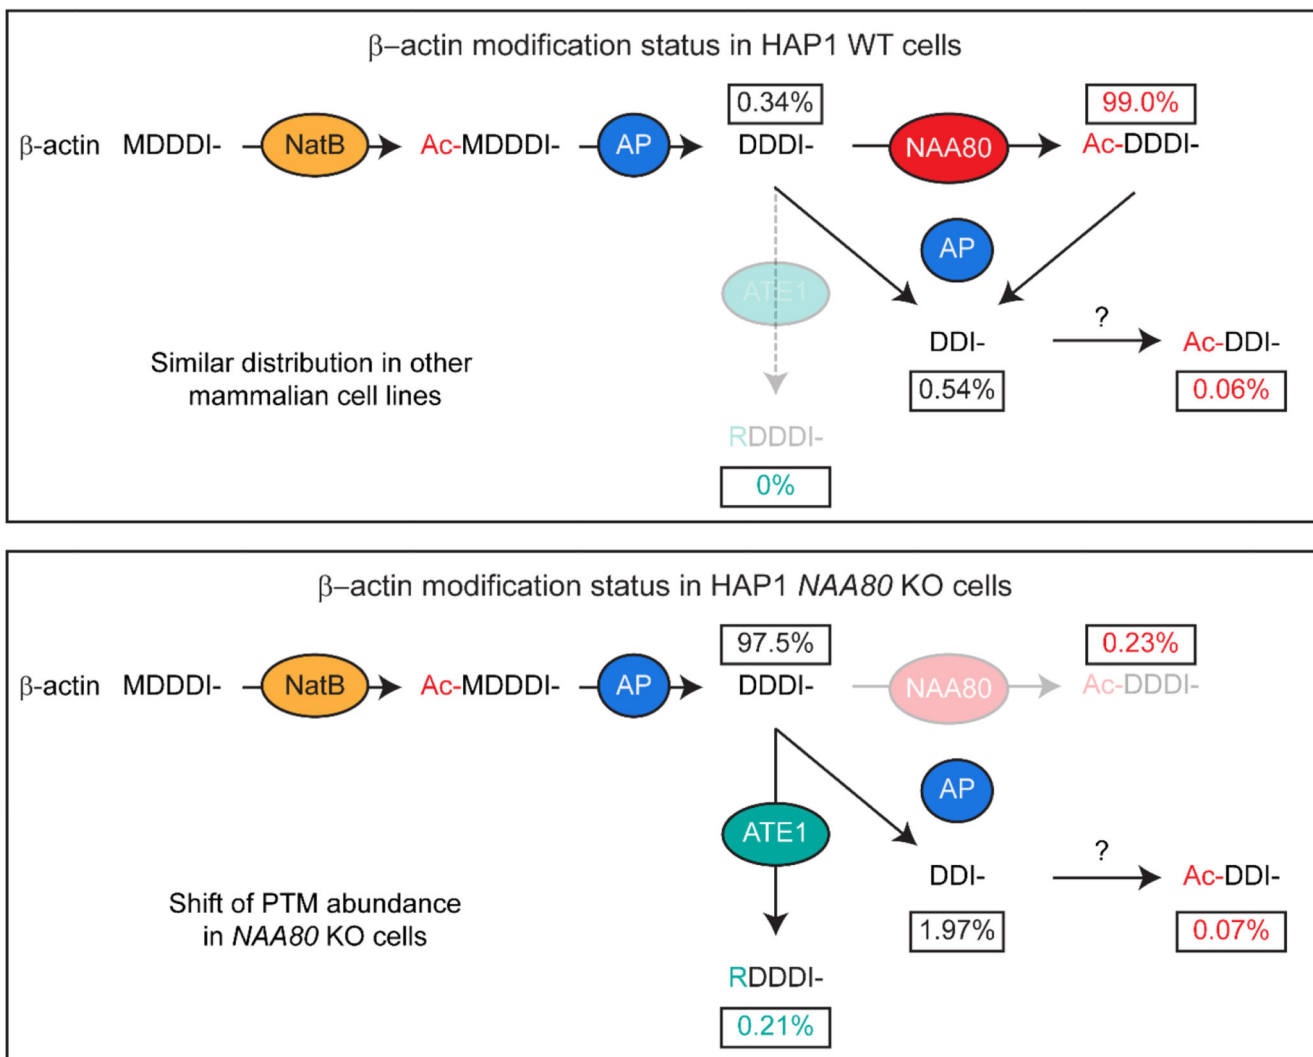 β–actin modification status in HAP1 WT cells
0.34%
99.0%
β-actin MDDDI- NatB Ac-MDDDI- AP DDDI- NAA80 Ac-DDDI-
AP
ATE1
?
DDI- Ac-DDI-
Similar distribution in other
mammalian cell lines
0.54%
0.06%
RDDDI-
0%
β–actin modification status in HAP1 NAA80 KO cells
97.5%
0.23%
β-actin MDDDI- NatB Ac-MDDDI- AP DDDI- NAA80 Ac-DDDI-
AP
ATE1
?
DDI- Ac-DDI-
Shift of PTM abundance
in NAA80 KO cells
1.97%
0.07%
RDDDI-
0.21%